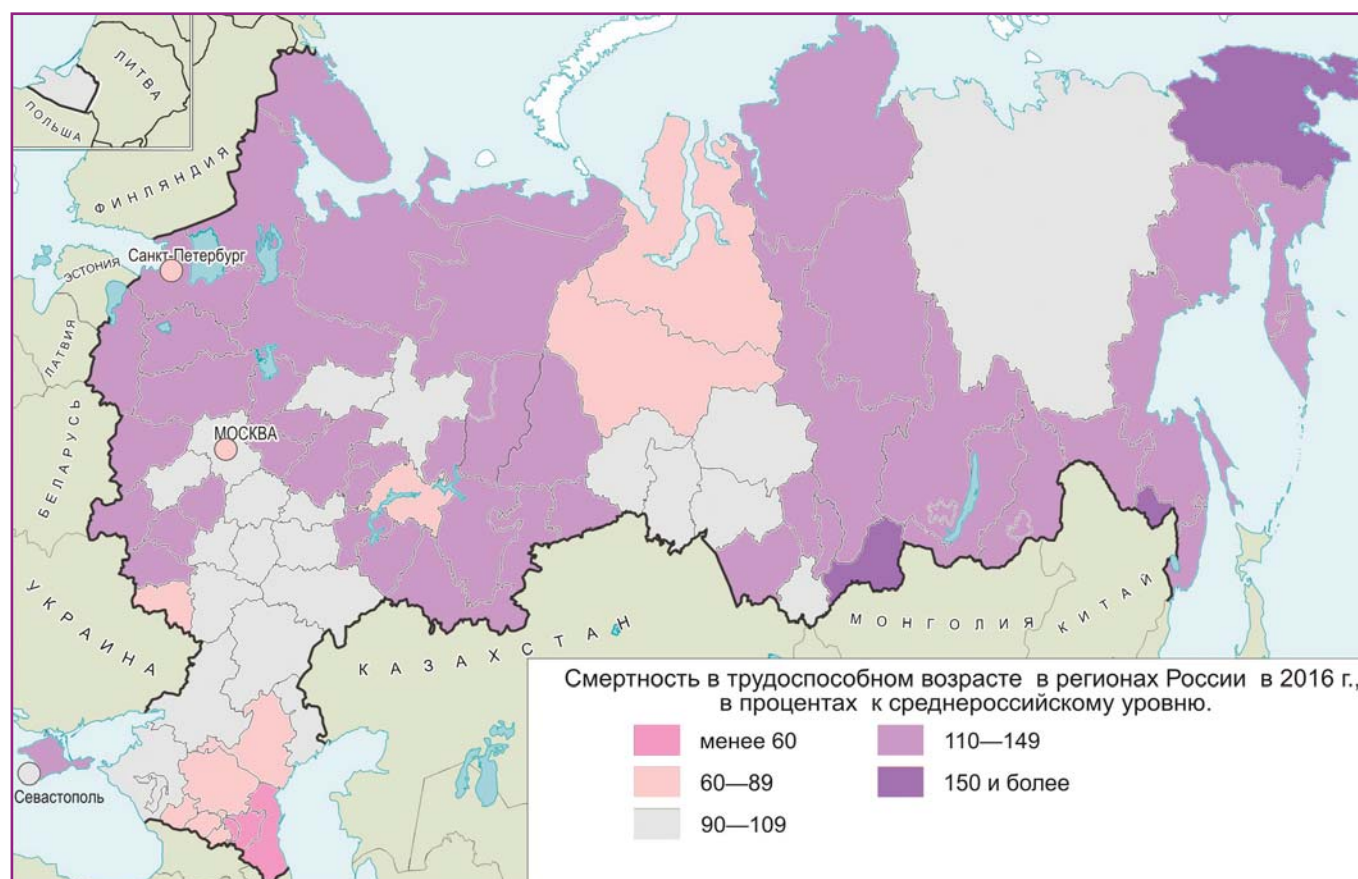 ЛИТВА
ПОЛЬША
ФИНЛЯНДИЯ
Санкт-Петербург
ЭСТОНИЯ
ЛАТВИЯ
БЕЛАРУСЬ
МОСКВА
УКРАИНА
КАЗАХСТАН
МОНГОЛИЯ
КИТАЙ
Севастополь
Смертность в трудоспособном возрасте в регионах России в 2016 г.,
в процентах к среднероссийскому уровню.
менее 60
60—89
90—109
110—149
150 и более